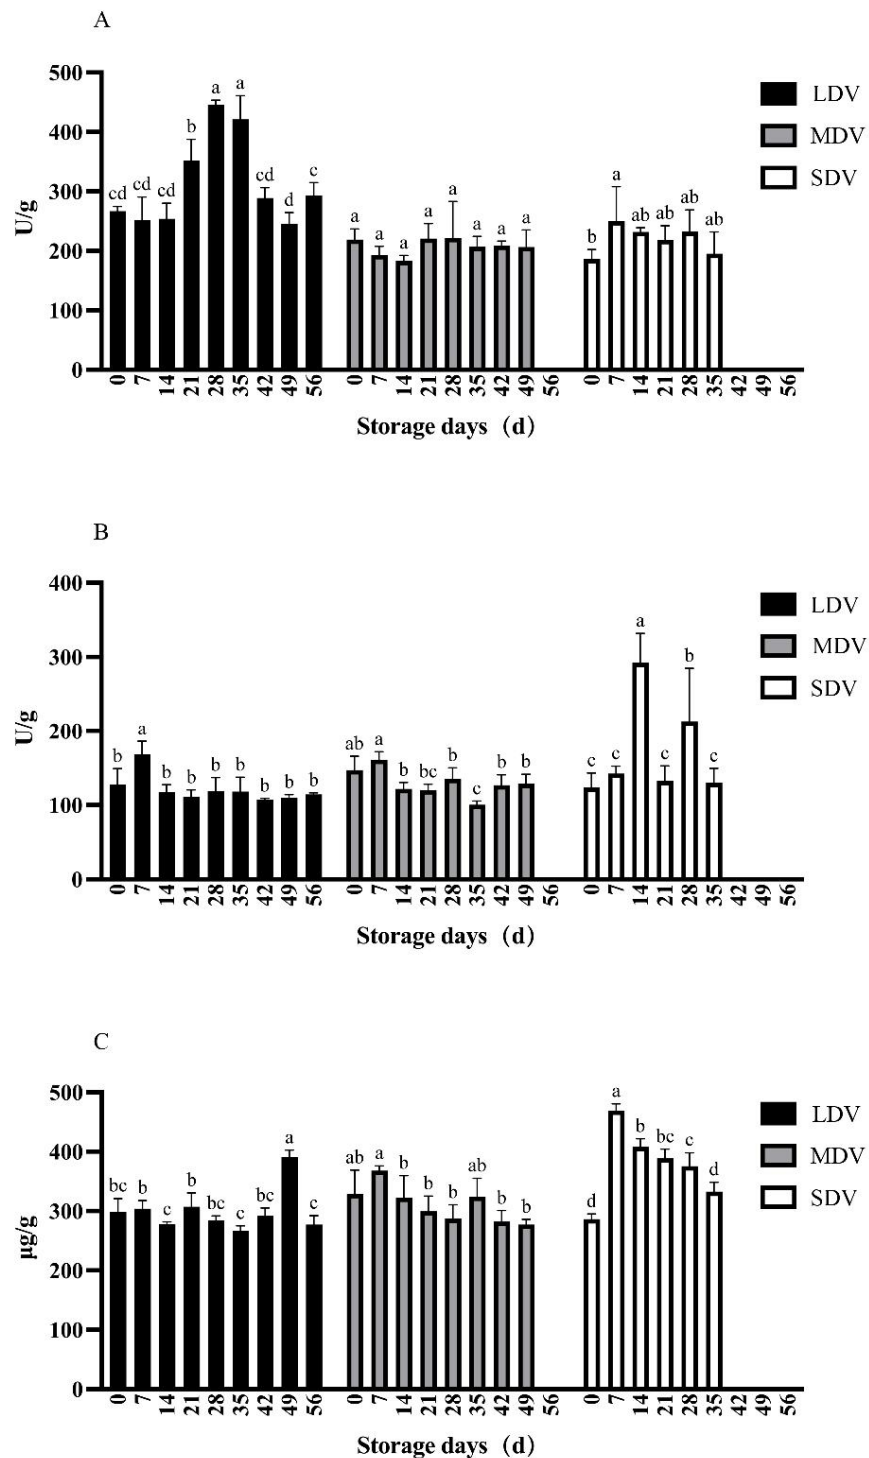 A
500
400
300
200
100
0
U/g
cd cd cd b a a cd d c
a a a a a a a a
b a ab ab ab ab
0 7 14 21 28 35 42 49 56 0 7 14 21 28 35 42 49 56 0 7 14 21 28 35 42 49 56
Storage days（d）
LDV
MDV
SDV
B
400
300
200
100
0
U/g
b a b b b b b b b
ab a b bc b c b b
c c a c b c
0 7 14 21 28 35 42 49 56 0 7 14 21 28 35 42 49 56 0 7 14 21 28 35 42 49 56
Storage days（d）
LDV
MDV
SDV
C
500
400
300
200
100
0
µg/g
bc b c b bc c bc a c
ab a b b b ab b b
d a b bc c d
0 7 14 21 28 35 42 49 56 0 7 14 21 28 35 42 49 56 0 7 14 21 28 35 42 49 56
Storage days（d）
LDV
MDV
SDV